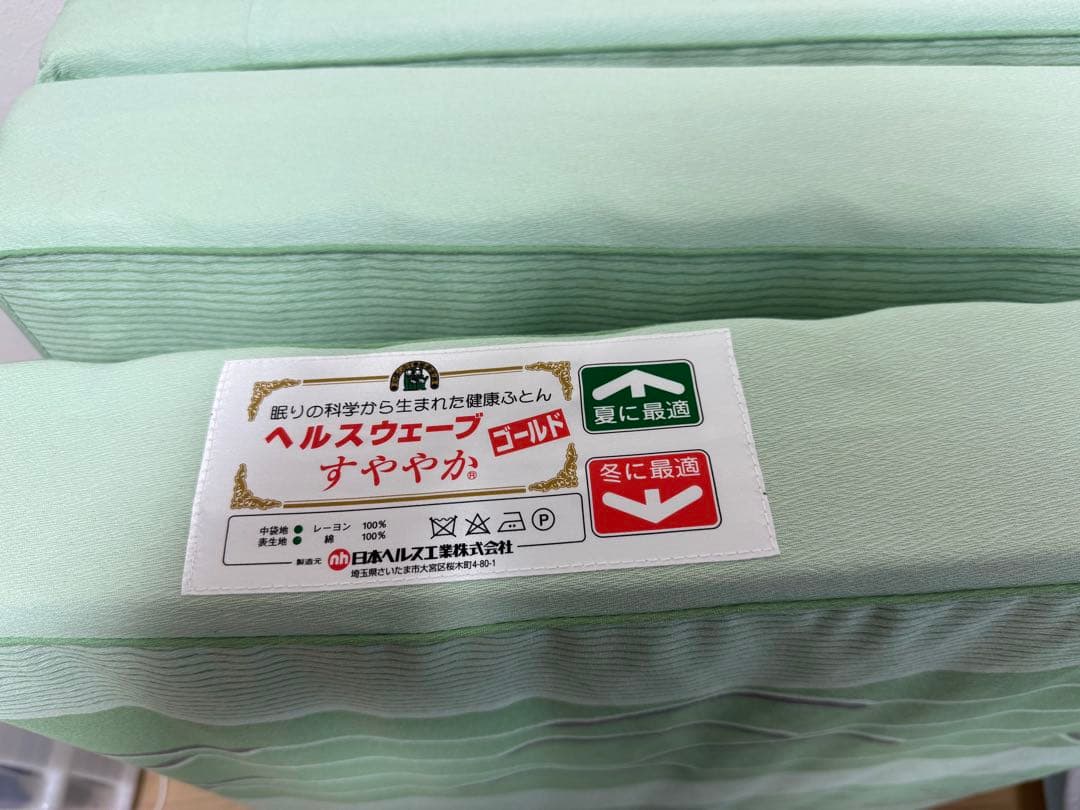 眠りの科学から生まれた健康ふとん
ヘルスウェーブ
ゴールド
すややか®
夏に最適
冬に最適
中袋地 ● レーヨン 100%
表生地 ● 綿 100%
P
製造元 nh 日本ヘルス工業株式会社
埼玉県さいたま市大宮区桜木町4-80-1